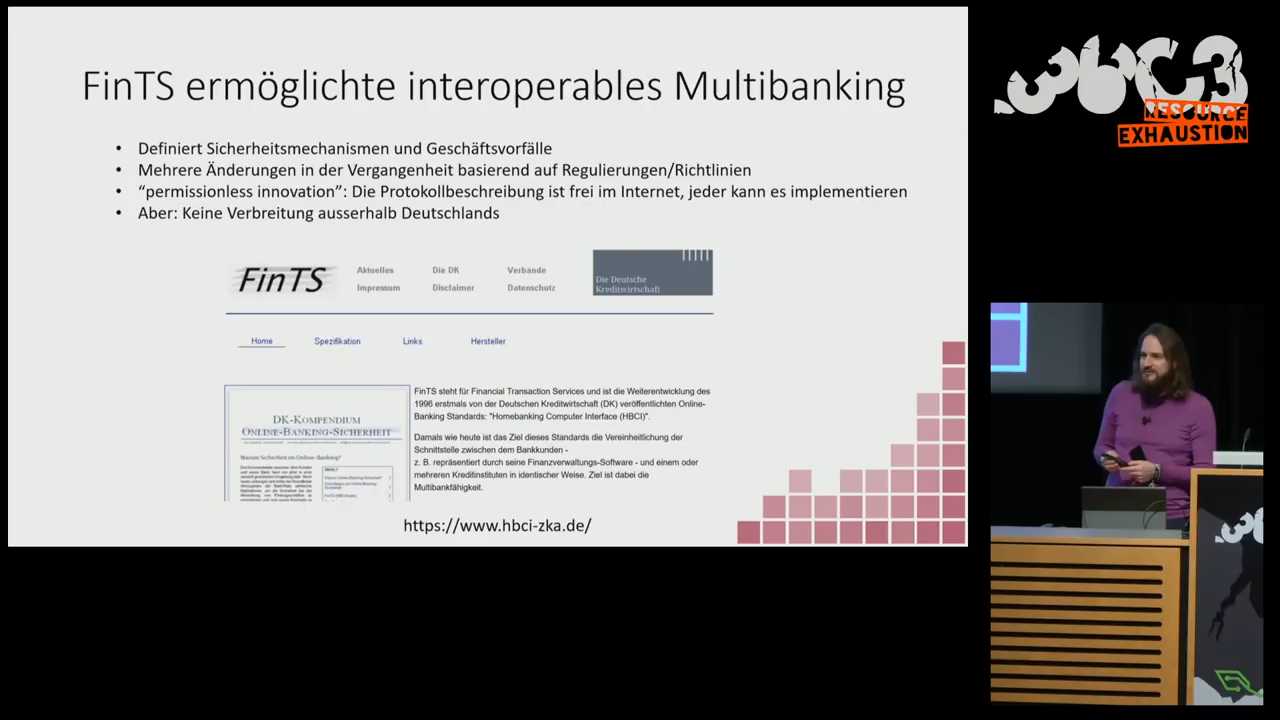 FinTS ermöglichte interoperables Multibanking
• Definiert Sicherheitsmechanismen und Geschäftsvorfälle
• Mehrere Änderungen in der Vergangenheit basierend auf Regulierungen/Richtlinien
• “permissionless innovation”: Die Protokollbeschreibung ist frei im Internet, jeder kann es implementieren
• Aber: Keine Verbreitung ausserhalb Deutschlands
FinTS
Aktuelles Die DK Verbände
Impressum Disclaimer Datenschutz
Die Deutsche
Kreditwirtschaft
Home Spezifikation Links Hersteller
DK-KOMPENDIUM
ONLINE-BANKING-SICHERHEIT
Warum Sicherheit im Online-Banking?
FinTS steht für Financial Transaction Services und ist die Weiterentwicklung des
1996 erstmals von der Deutschen Kreditwirtschaft (DK) veröffentlichten Online-
Banking Standards: "Homebanking Computer Interface (HBCI)".
Damals wie heute ist das Ziel dieses Standards die Vereinheitlichung der
Schnittstelle zwischen dem Bankkunden -
z. B. repräsentiert durch seine Finanzverwaltungs-Software - und einem oder
mehreren Kreditinstituten in identischer Weise. Ziel ist dabei die
Multibankfähigkeit.
https://www.hbci-zka.de/
36C3
RESOURCE
EXHAUSTION